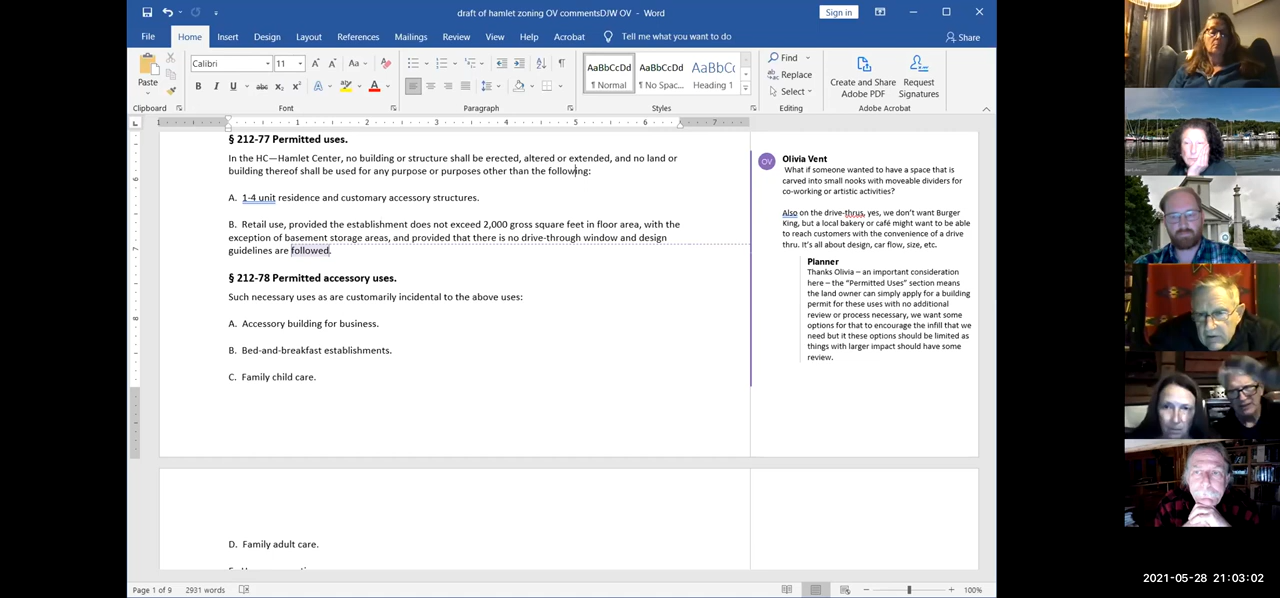 draft of hamlet zoning OV commentsDJW OV - Word
Sign in
File Home Insert Design Layout References Mailings Review View Help Acrobat Tell me what you want to do Share
Calibri 11 Aa
AaBbCcDd AaBbCcDd AaBbC
¶ Normal ¶ No Spac... Heading 1
Find
Replace
Select
Paste
B I U abc x₂ x² A A
Create and Share Adobe PDF
Request Signatures
Clipboard Font Paragraph Styles Editing Adobe Acrobat
1 1 2 3 4 5 6 7
§ 212-77 Permitted uses.
In the HC—Hamlet Center, no building or structure shall be erected, altered or extended, and no land or
building thereof shall be used for any purpose or purposes other than the following:
A. 1-4 unit residence and customary accessory structures.
B. Retail use, provided the establishment does not exceed 2,000 gross square feet in floor area, with the
exception of basement storage areas, and provided that there is no drive-through window and design
guidelines are followed.
§ 212-78 Permitted accessory uses.
Such necessary uses as are customarily incidental to the above uses:
A. Accessory building for business.
B. Bed-and-breakfast establishments.
C. Family child care.
D. Family adult care.
OV
Olivia Vent
What if someone wanted to have a space that is
carved into small nooks with moveable dividers for
co-working or artistic activities?
Also on the drive-thrus, yes, we don't want Burger
King, but a local bakery or café might want to be able
to reach customers with the convenience of a drive
thru. It's all about design, car flow, size, etc.
Planner
Thanks Olivia – an important consideration
here – the "Permitted Uses" section means
the land owner can simply apply for a building
permit for these uses with no additional
review or process necessary, we want some
options for that to encourage the infill that we
need but it these options should be limited as
things with larger impact should have some
review.
Page 1 of 9 2931 words
100%
2021-05-28 21:03:02